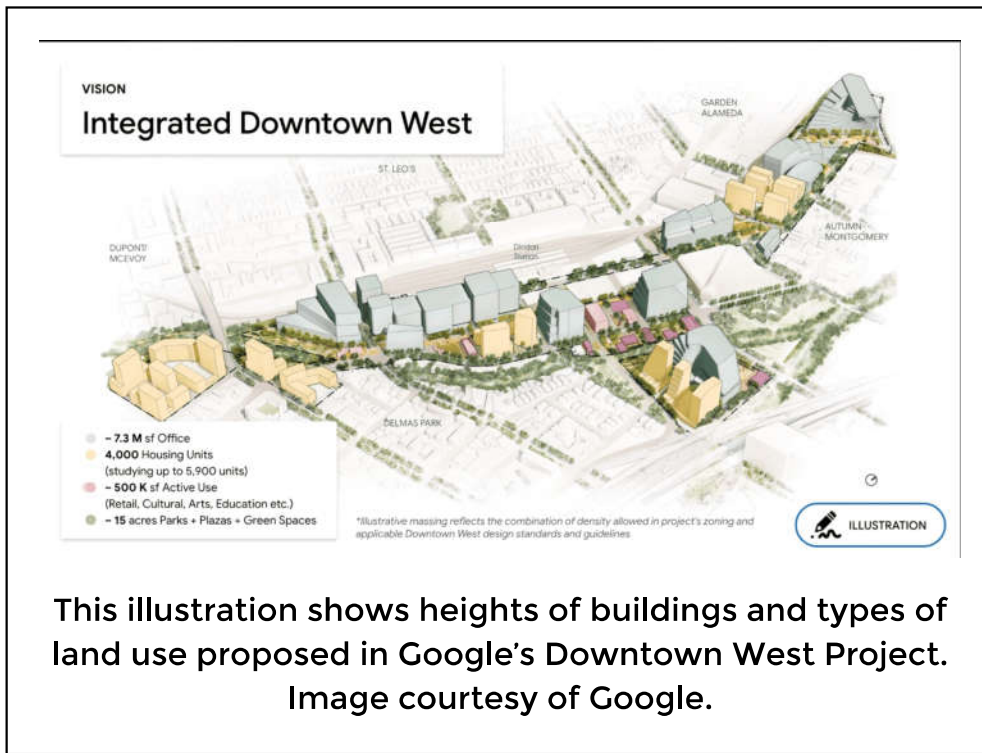 VISION
Integrated Downtown West
GARDEN
ALAMEDA
ST. LEO'S
AUTUMN
MONTGOMERY
DUPONT/
MCEVOY
Diridon
Station
DELMAS PARK
~ 7.3 M sf Office
4,000 Housing Units
(studying up to 5,900 units)
~ 500 K sf Active Use
(Retail, Cultural, Arts, Education etc.)
~ 15 acres Parks + Plazas + Green Spaces
*Illustrative massing reflects the combination of density allowed in project's zoning and
applicable Downtown West design standards and guidelines
ILLUSTRATION
This illustration shows heights of buildings and types of
land use proposed in Google's Downtown West Project.
Image courtesy of Google.